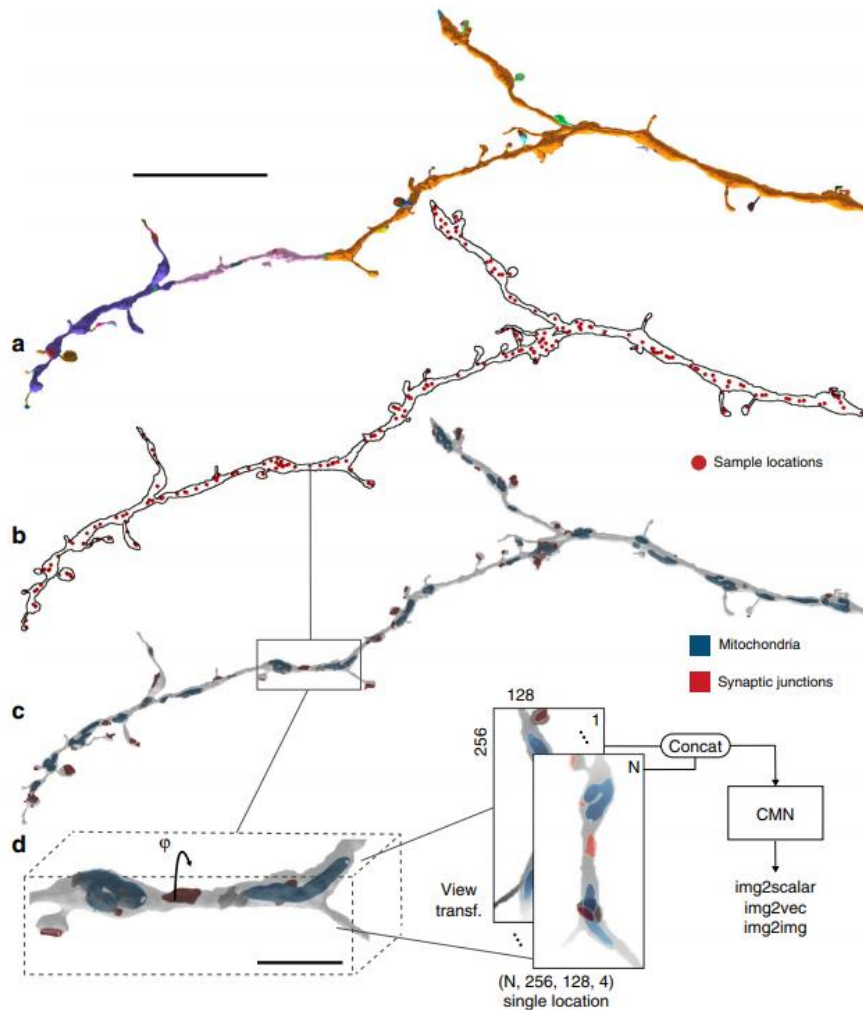 a
Sample locations
b
Mitochondria
Synaptic junctions
c
128
256
1
N
Concat
CMN
d
φ
View
transf.
img2scalar
img2vec
img2img
(N, 256, 128, 4)
single location